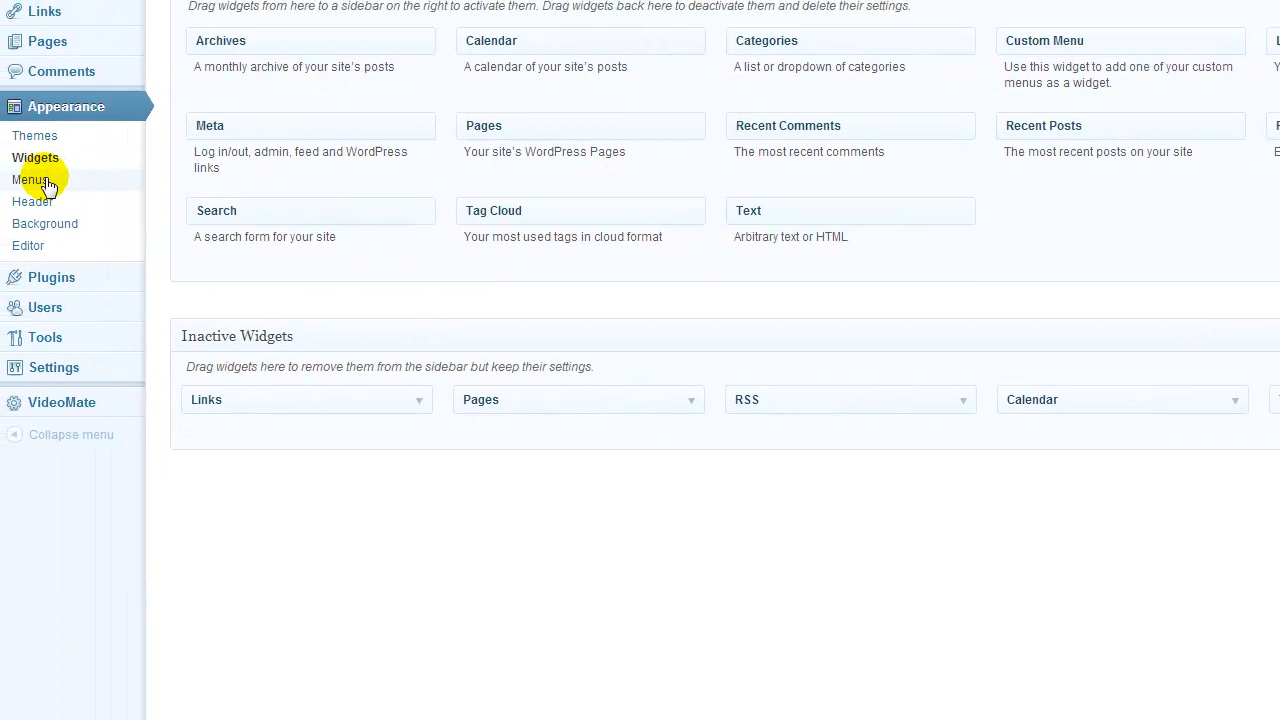 Links
Pages
Comments
Appearance
Themes
Widgets
Menus
Header
Background
Editor
Plugins
Users
Tools
Settings
VideoMate
Collapse menu
Drag widgets from here to a sidebar on the right to activate them. Drag widgets back here to deactivate them and delete their settings.
Archives
A monthly archive of your site's posts
Calendar
A calendar of your site's posts
Categories
A list or dropdown of categories
Custom Menu
Use this widget to add one of your custom
menus as a widget.
Meta
Log in/out, admin, feed and WordPress
links
Pages
Your site's WordPress Pages
Recent Comments
The most recent comments
Recent Posts
The most recent posts on your site
Search
A search form for your site
Tag Cloud
Your most used tags in cloud format
Text
Arbitrary text or HTML
Inactive Widgets
Drag widgets here to remove them from the sidebar but keep their settings.
Links
Pages
RSS
Calendar